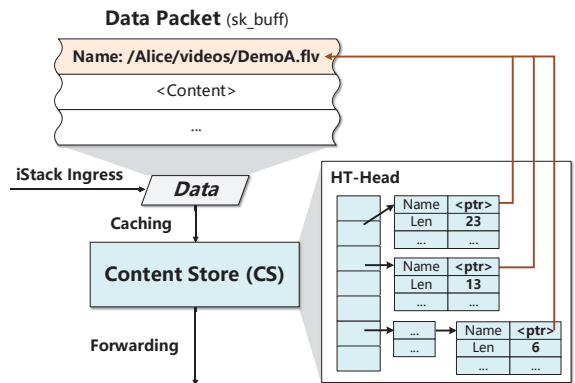 Data Packet (sk_buff)
Name: /Alice/videos/DemoA.flv
<Content>
...
iStack Ingress
Data
Caching
Content Store (CS)
Forwarding
HT-Head
Name <ptr>
Len 23
... ...
Name <ptr>
Len 13
... ...
...
...
Name <ptr>
Len 6
... ...